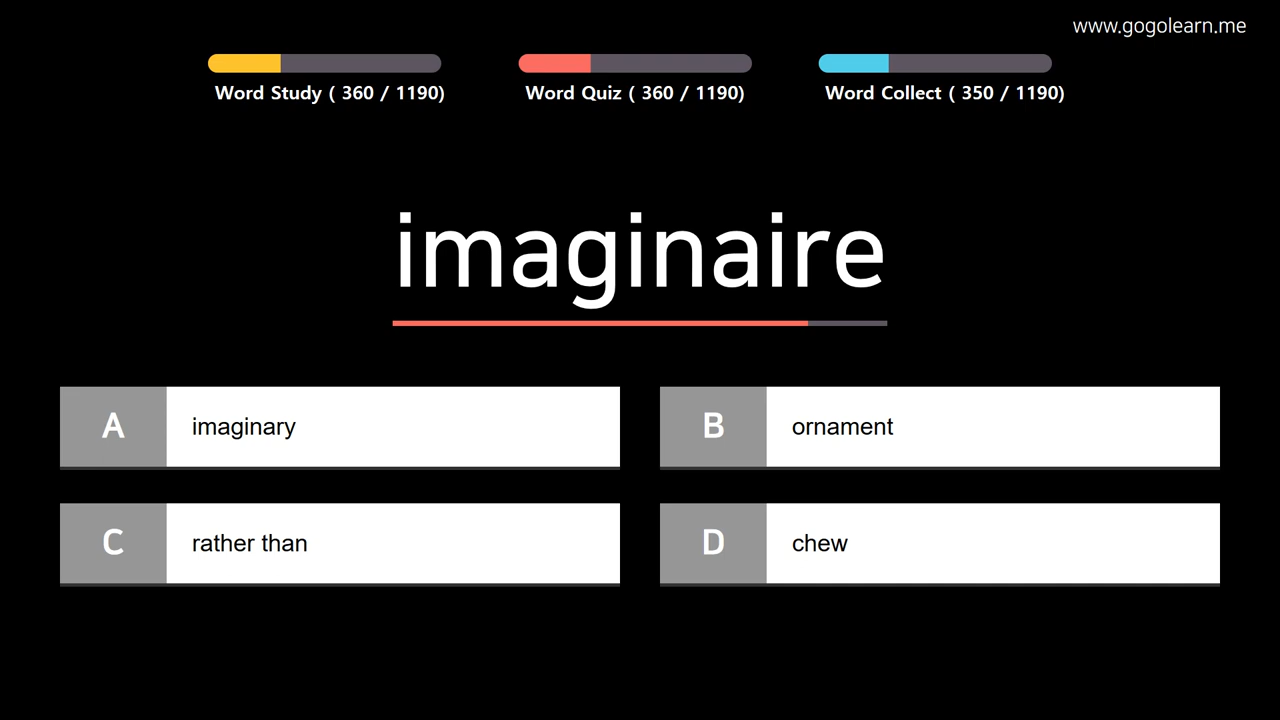 www.gogolearn.me
Word Study ( 360 / 1190)
Word Quiz ( 360 / 1190)
Word Collect ( 350 / 1190)
imaginaire
A imaginary
B ornament
C rather than
D chew